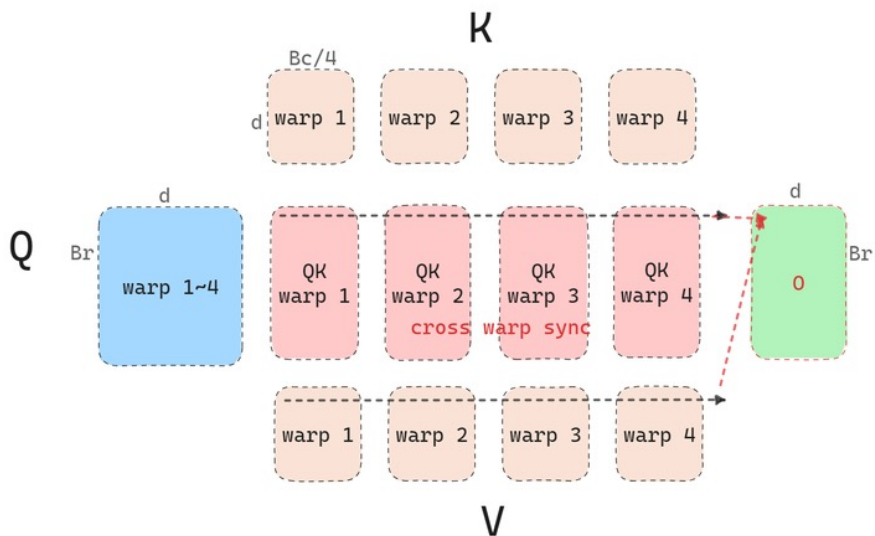 K
Bc/4
d
warp 1
warp 2
warp 3
warp 4
d
d
Q
Br
warp 1~4
QK
warp 1
QK
warp 2
QK
warp 3
QK
warp 4
cross warp sync
O
Br
warp 1
warp 2
warp 3
warp 4
V